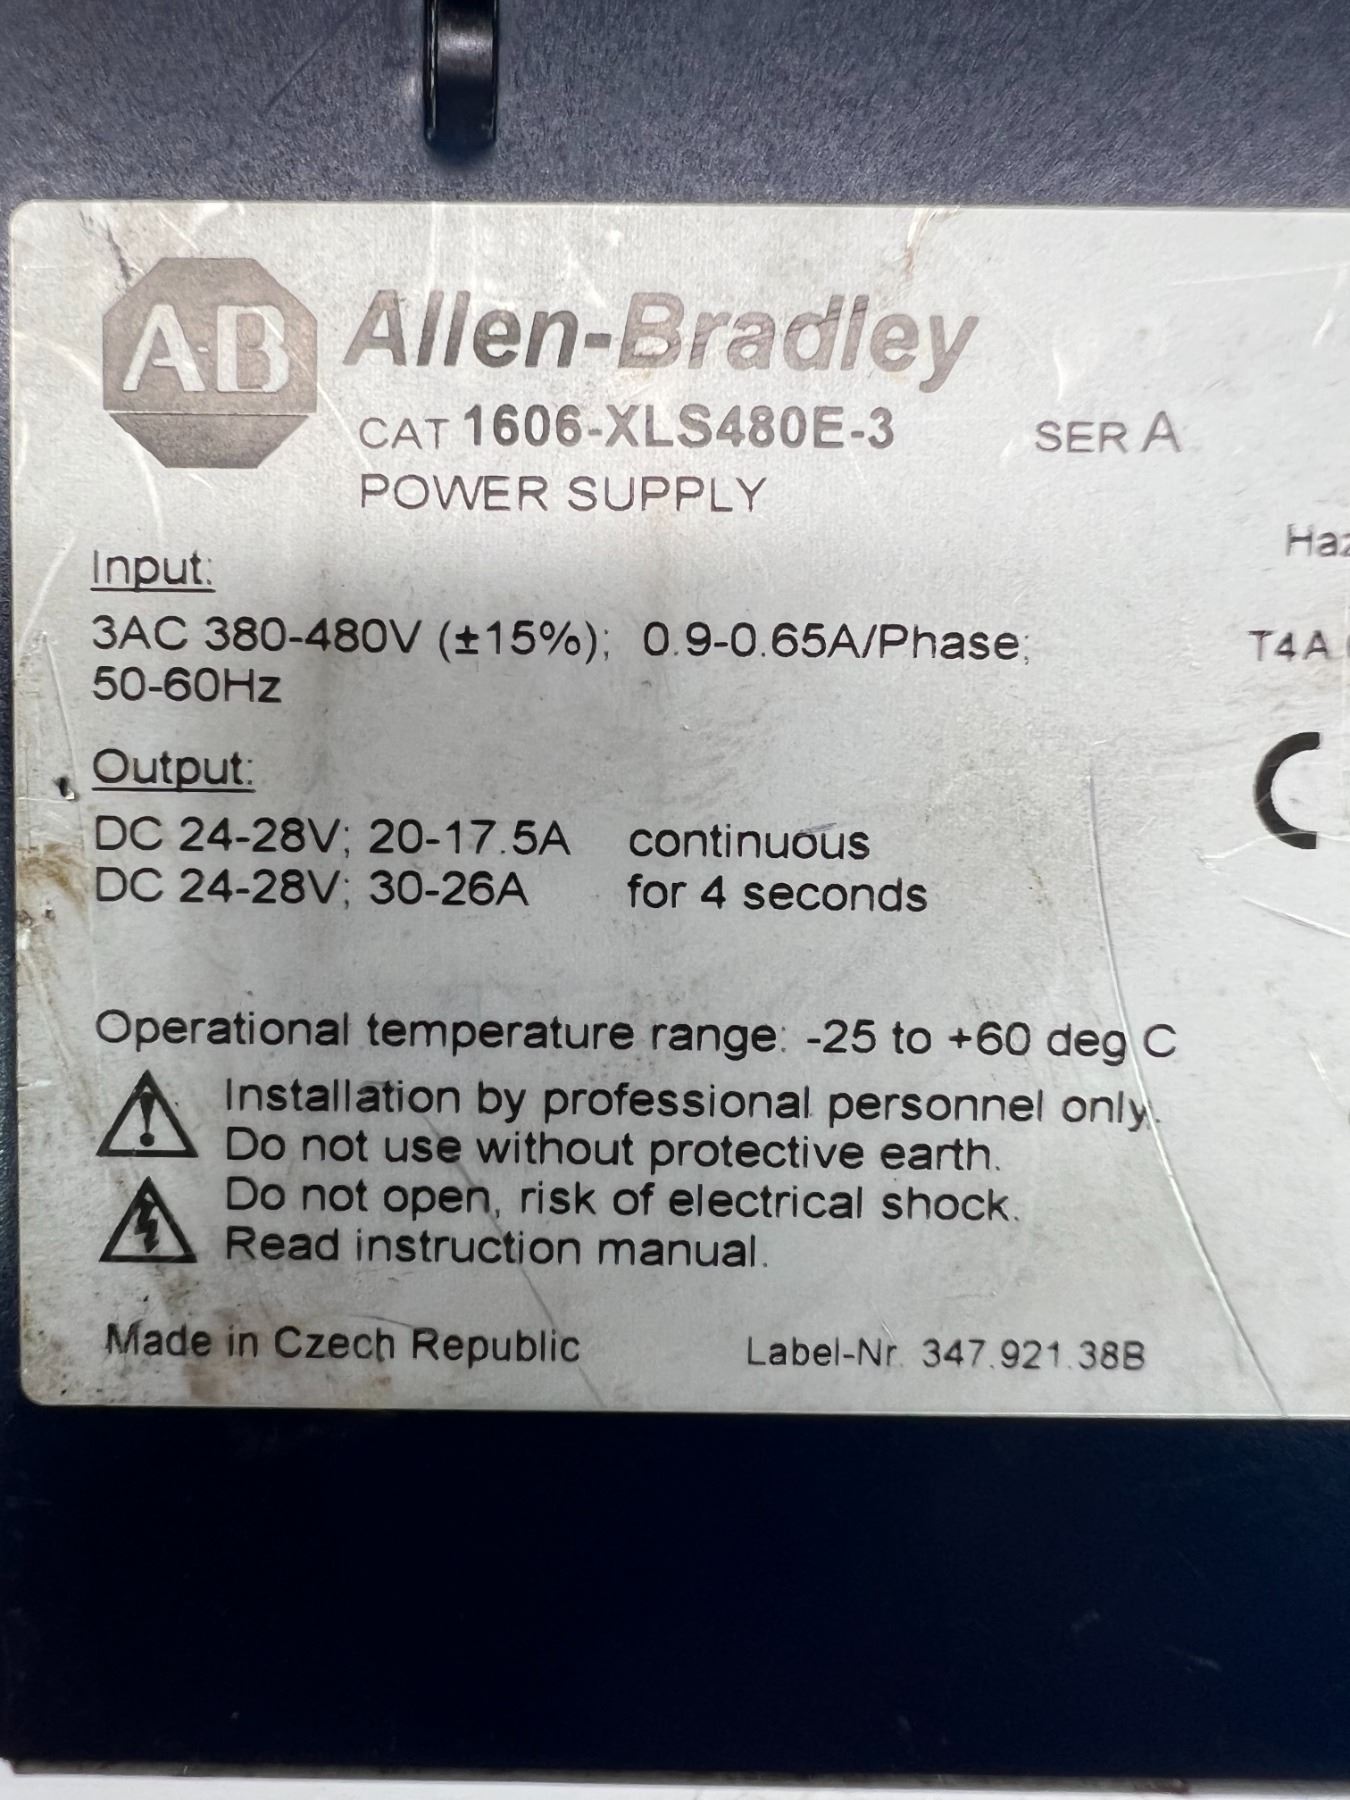 A-B Allen-Bradley
CAT 1606-XLS480E-3 SER A
POWER SUPPLY
Input:
3AC 380-480V (±15%); 0.9-0.65A/Phase;
50-60Hz
Output:
DC 24-28V; 20-17.5A continuous
DC 24-28V; 30-26A for 4 seconds
Operational temperature range: -25 to +60 deg C
Installation by professional personnel only.
Do not use without protective earth.
Do not open, risk of electrical shock.
Read instruction manual.
Made in Czech Republic Label-Nr. 347.921.38B
T4A